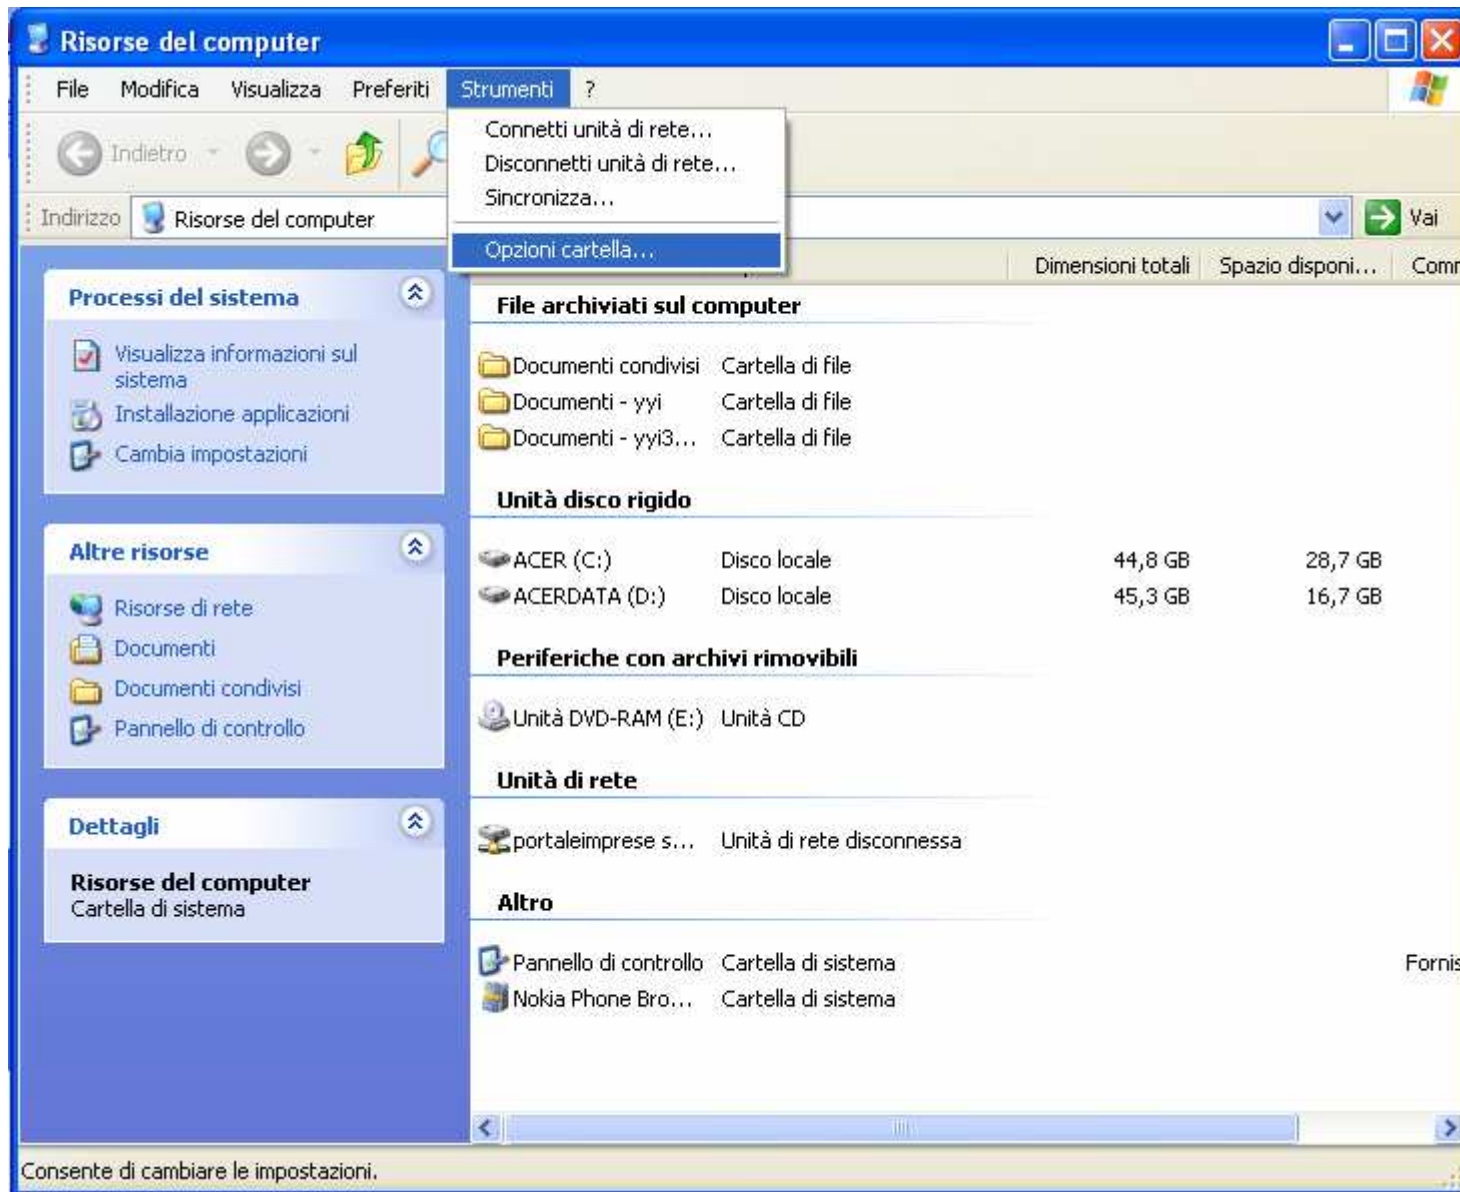 Risorse del computer
File Modifica Visualizza Preferiti Strumenti ?
Indietro
Connetti unità di rete...
Disconnetti unità di rete...
Sincronizza...
Opzioni cartella...
Indirizzo Risorse del computer Vai
Dimensioni totali Spazio disponi... Comm
Processi del sistema
Visualizza informazioni sul
sistema
Installazione applicazioni
Cambia impostazioni
Altre risorse
Risorse di rete
Documenti
Documenti condivisi
Pannello di controllo
Dettagli
Risorse del computer
Cartella di sistema
File archiviati sul computer
Documenti condivisi Cartella di file
Documenti - yyi Cartella di file
Documenti - yyi3... Cartella di file
Unità disco rigido
ACER (C:) Disco locale 44,8 GB 28,7 GB
ACERDATA (D:) Disco locale 45,3 GB 16,7 GB
Periferiche con archivi rimovibili
Unità DVD-RAM (E:) Unità CD
Unità di rete
portaleimprese s... Unità di rete disconnessa
Altro
Pannello di controllo Cartella di sistema Fornis
Nokia Phone Bro... Cartella di sistema
Consente di cambiare le impostazioni.